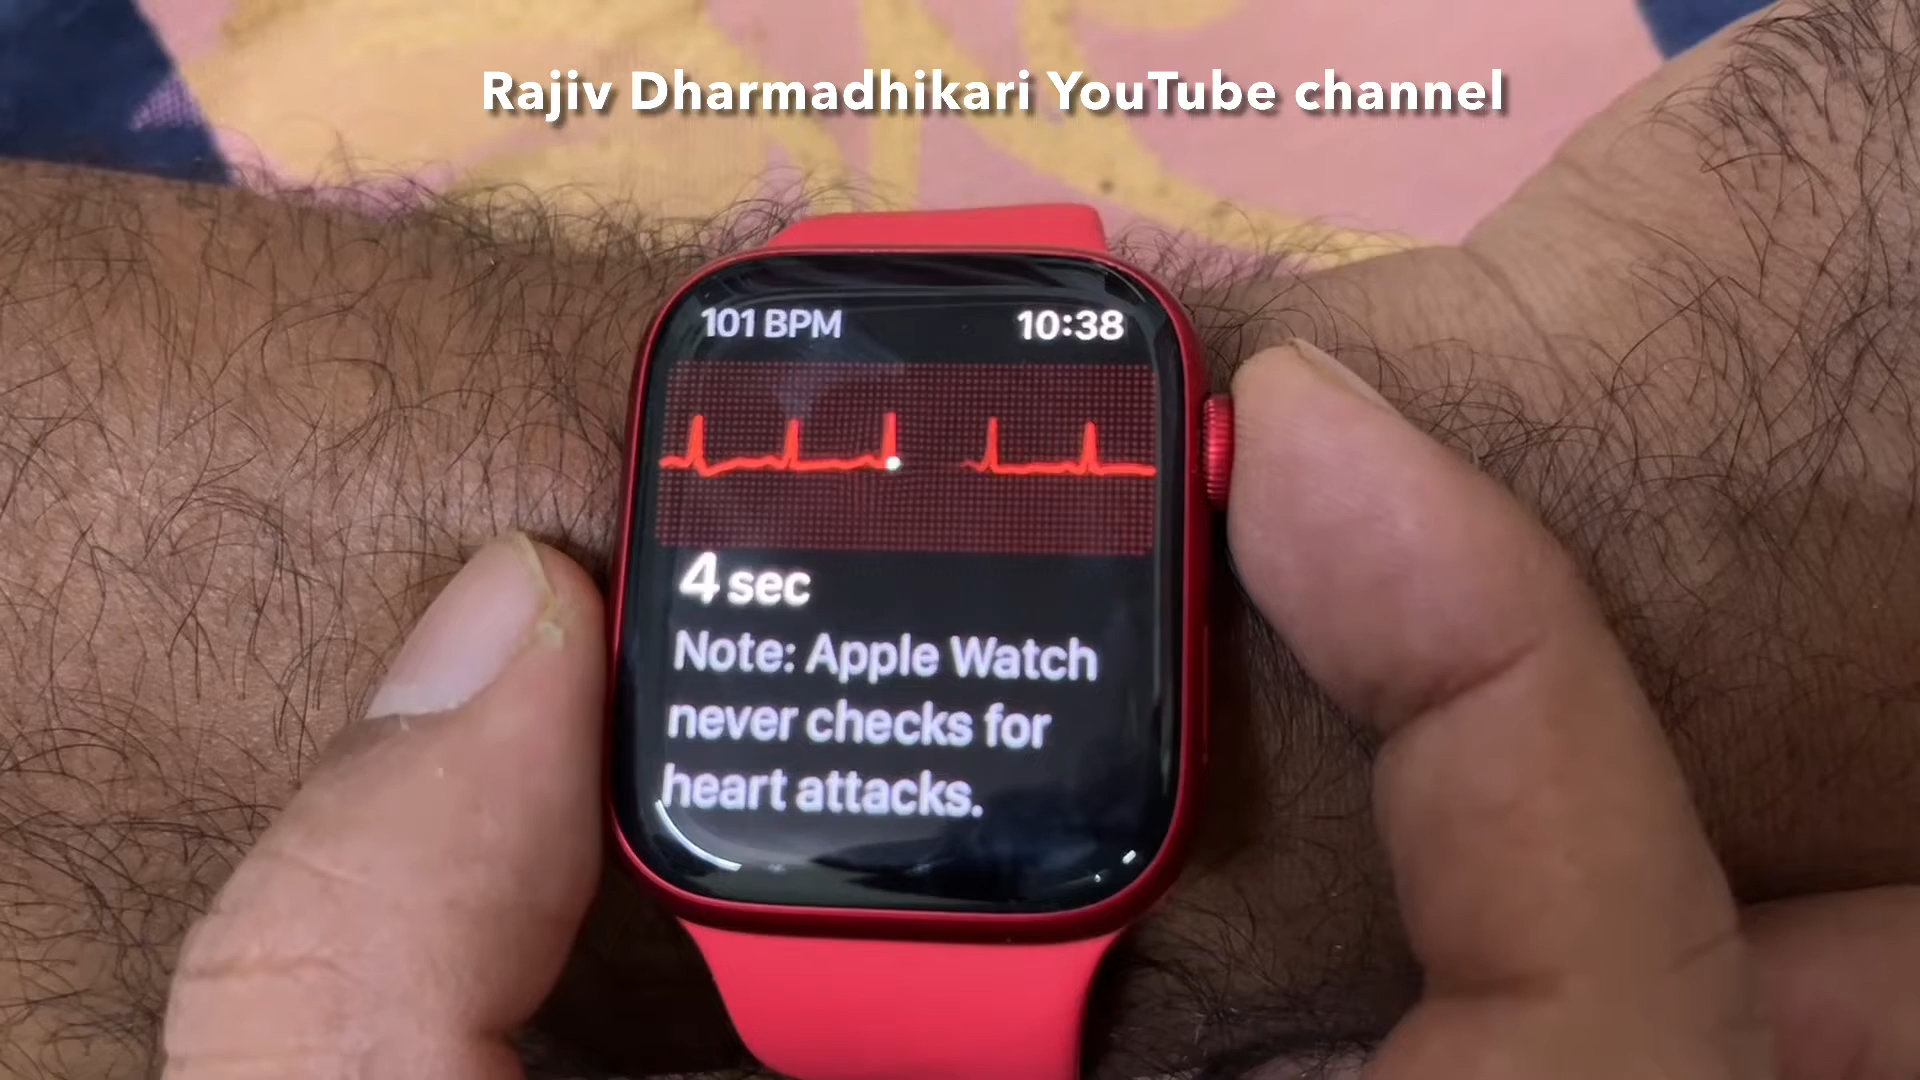 Rajiv Dharmadhikari YouTube channel
101 BPM 10:38
4 sec
Note: Apple Watch
never checks for
heart attacks.